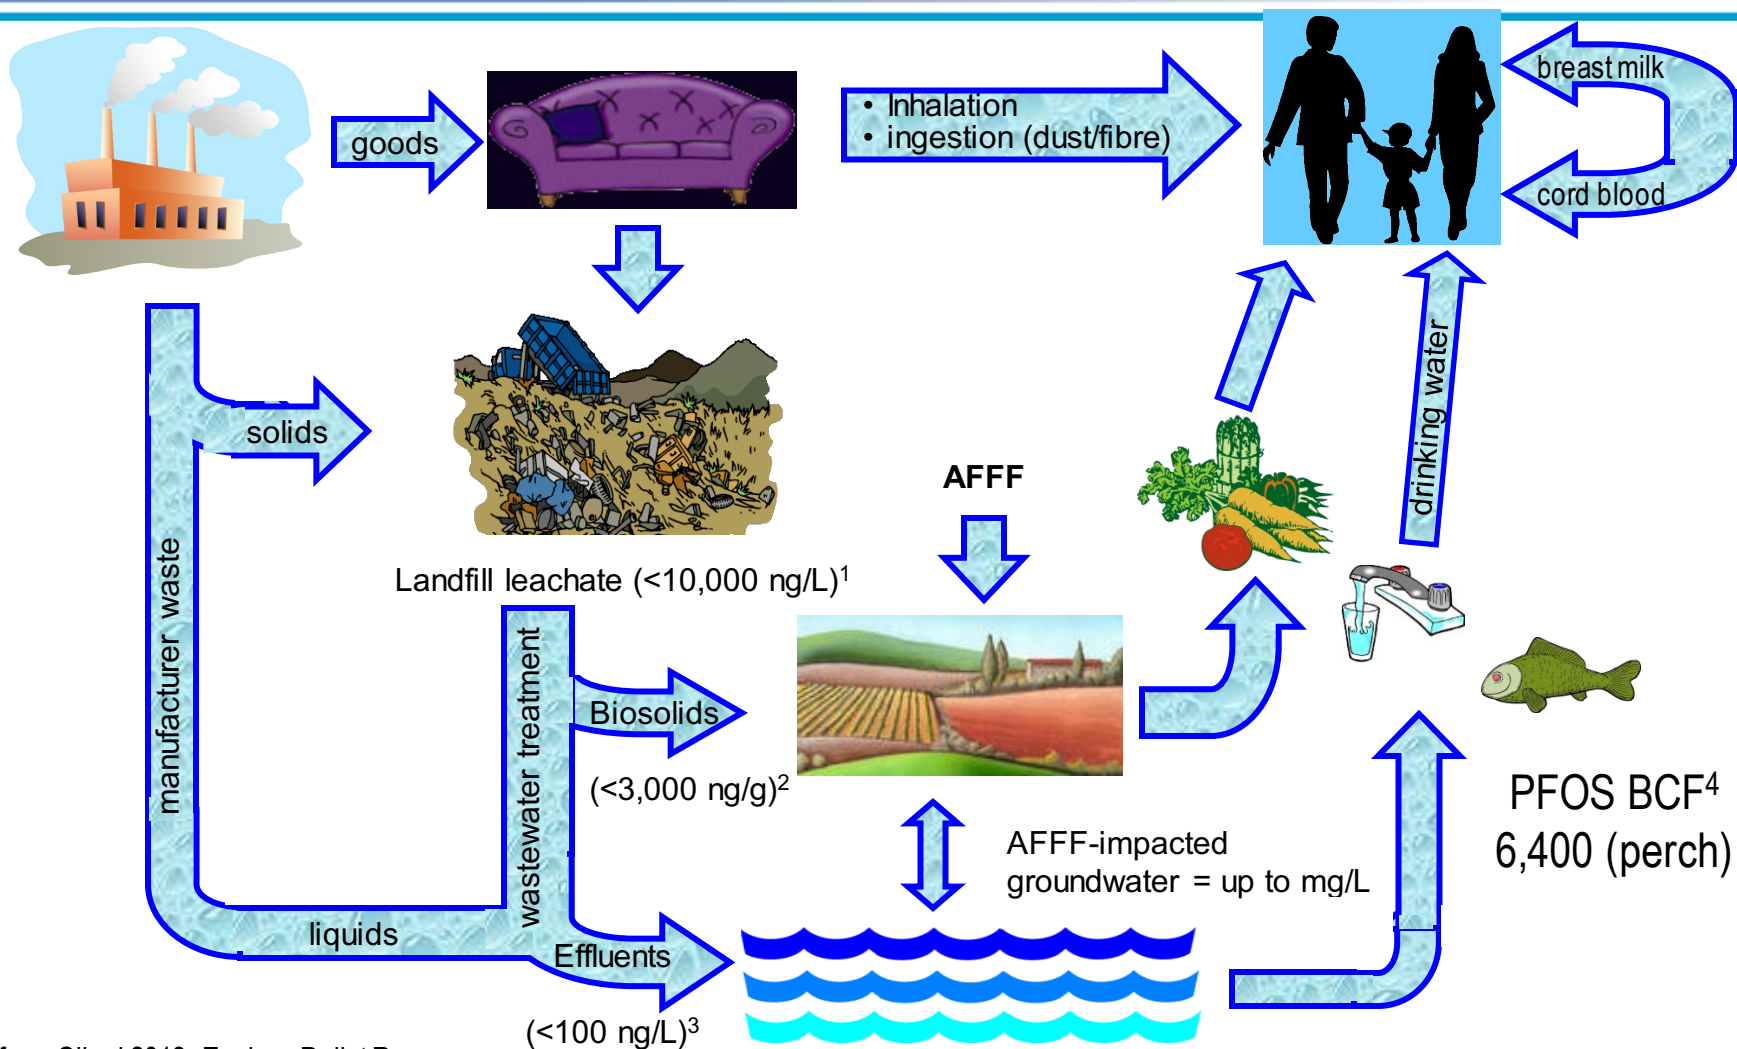 goods
• Inhalation
• ingestion (dust/fibre)
breast milk
cord blood
solids
manufacturer waste
Landfill leachate (<10,000 ng/L)¹
AFFF
drinking water
wastewater treatment
Biosolids
(<3,000 ng/g)²
AFFF-impacted
groundwater = up to mg/L
PFOS BCF⁴
6,400 (perch)
liquids
Effluents
(<100 ng/L)³